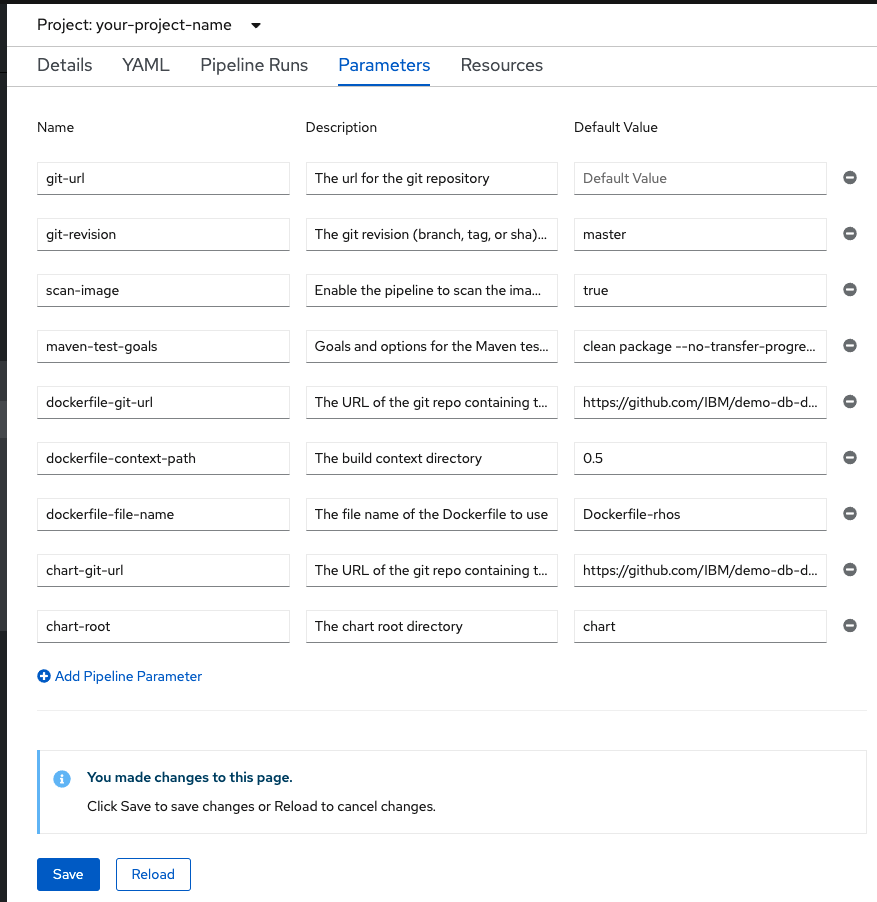 Project: your-project-name
Details YAML Pipeline Runs Parameters Resources
Name Description Default Value
git-url The url for the git repository Default Value
git-revision The git revision (branch, tag, or sha)... master
scan-image Enable the pipeline to scan the ima... true
maven-test-goals Goals and options for the Maven tes... clean package --no-transfer-progre...
dockerfile-git-url The URL of the git repo containing t... https://github.com/IBM/demo-db-d...
dockerfile-context-path The build context directory 0.5
dockerfile-file-name The file name of the Dockerfile to use Dockerfile-rhos
chart-git-url The URL of the git repo containing t... https://github.com/IBM/demo-db-d...
chart-root The chart root directory chart
Add Pipeline Parameter
You made changes to this page.
Click Save to save changes or Reload to cancel changes.
Save Reload